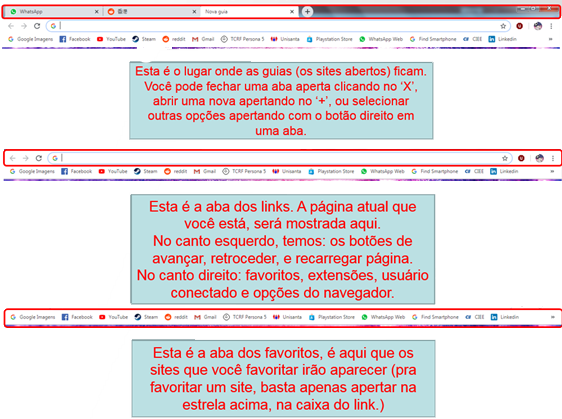 WhatsApp Nova guia
G
Google Imagens Facebook YouTube Steam reddit Gmail TCRF Persona 5 Unisanta Playstation Store WhatsApp Web Find Smartphone CIEE Linkedin
Esta é o lugar onde as guias (os sites abertos) ficam.
Você pode fechar uma aba aperta clicando no ‘X’,
abrir uma nova apertando no ‘+’, ou selecionar
outras opções apertando com o botão direito em
uma aba.
G
Google Imagens Facebook YouTube Steam reddit Gmail TCRF Persona 5 Unisanta Playstation Store WhatsApp Web Find Smartphone CIEE Linkedin
Esta é a aba dos links. A página atual que
você está, será mostrada aqui.
No canto esquerdo, temos: os botões de
avançar, retroceder, e recarregar página.
No canto direito: favoritos, extensões, usuário
conectado e opções do navegador.
Google Imagens Facebook YouTube Steam reddit Gmail TCRF Persona 5 Unisanta Playstation Store WhatsApp Web Find Smartphone CIEE Linkedin
Esta é a aba dos favoritos, é aqui que os
sites que você favoritar irão aparecer (pra
favoritar um site, basta apenas apertar na
estrela acima, na caixa do link.)